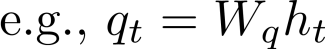 e.g., $q_t = W_q h_t$